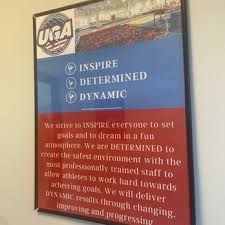 UGA
INSPIRE
DETERMINED
DYNAMIC
We strive to INSPIRE everyone to set
goals and to dream in a fun
atmosphere. We are DETERMINED to
create the safest environment with the
most professionally trained staff to
allow athletes to work hard towards
acheiving goals. We will deliver
DYNAMIC results through changing,
improving and progressing